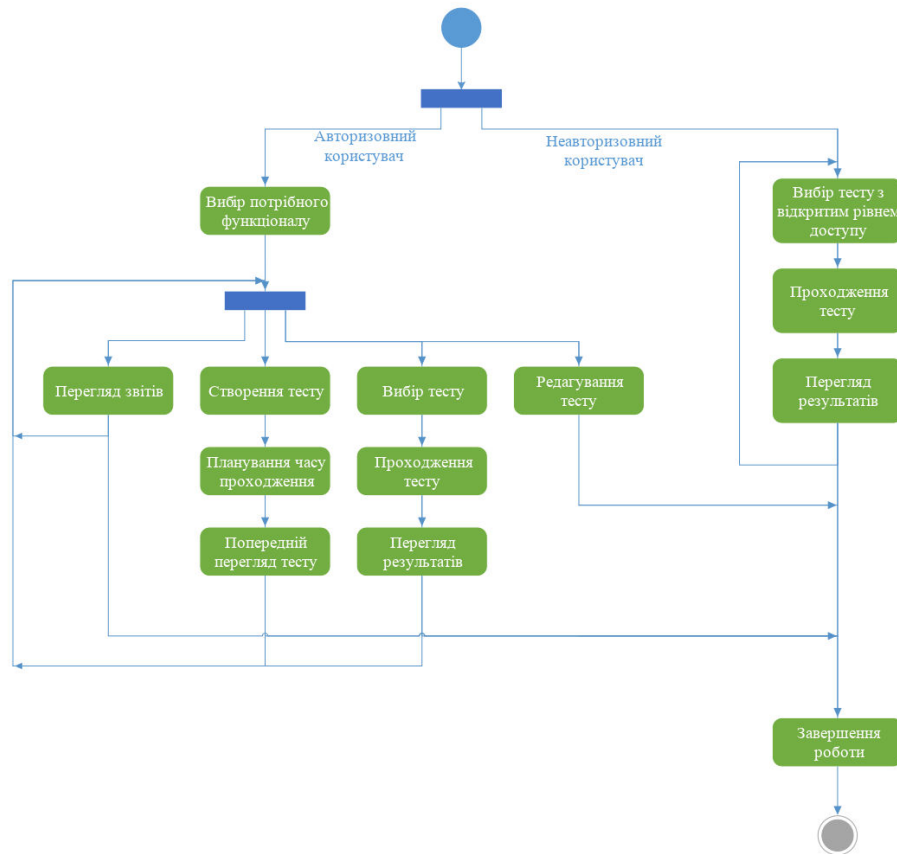 Авторизовний
користувач
Неавторизовний
користувач
Вибір потрібного
функціоналу
Вибір тесту з
відкритим рівнем
доступу
Проходження
тесту
Перегляд
результатів
Перегляд звітів
Створення тесту
Вибір тесту
Редагування
тесту
Планування часу
проходження
Проходження
тесту
Попередній
перегляд тесту
Перегляд
результатів
Завершення
роботи